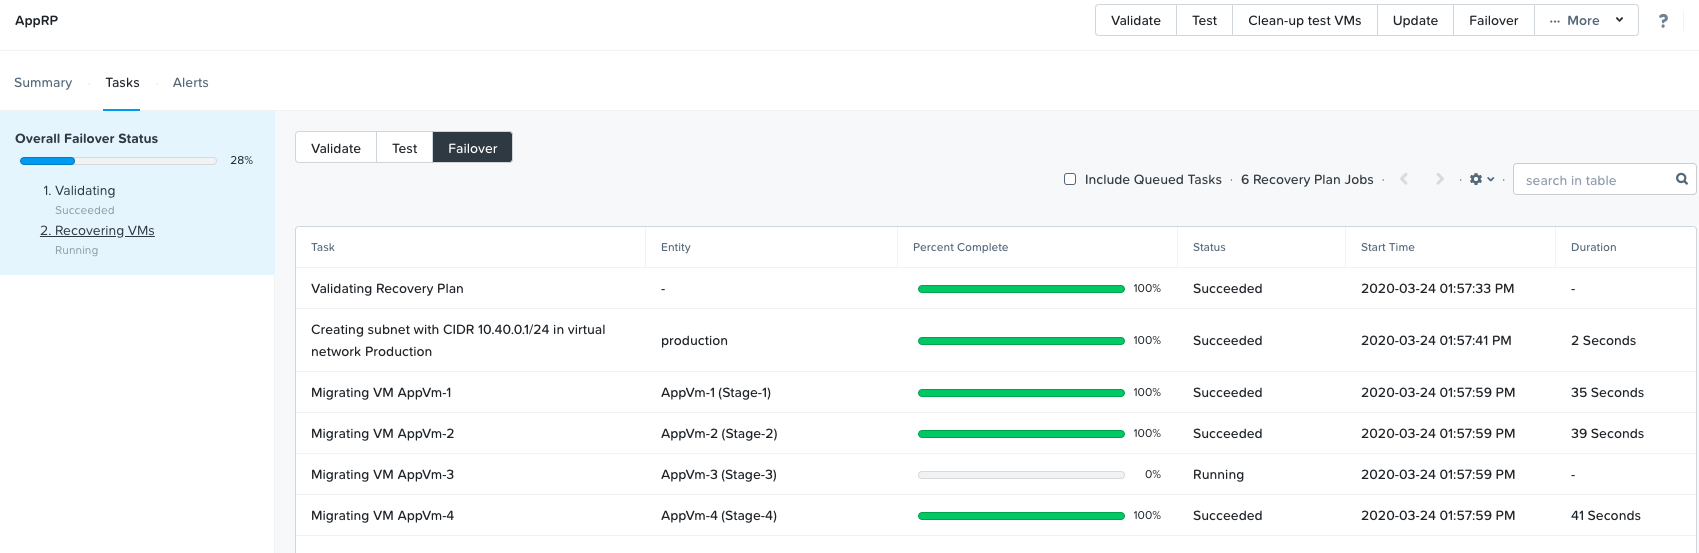 AppRP
Validate Test Clean-up test VMs Update Failover ··· More ?
Summary · Tasks · Alerts
Overall Failover Status
28%
1. Validating
Succeeded
2. Recovering VMs
Running
Validate Test Failover
Include Queued Tasks · 6 Recovery Plan Jobs · < > · · search in table
Task Entity Percent Complete Status Start Time Duration
Validating Recovery Plan - 100% Succeeded 2020-03-24 01:57:33 PM -
Creating subnet with CIDR 10.40.0.1/24 in virtual
network Production production 100% Succeeded 2020-03-24 01:57:41 PM 2 Seconds
Migrating VM AppVm-1 AppVm-1 (Stage-1) 100% Succeeded 2020-03-24 01:57:59 PM 35 Seconds
Migrating VM AppVm-2 AppVm-2 (Stage-2) 100% Succeeded 2020-03-24 01:57:59 PM 39 Seconds
Migrating VM AppVm-3 AppVm-3 (Stage-3) 0% Running 2020-03-24 01:57:59 PM -
Migrating VM AppVm-4 AppVm-4 (Stage-4) 100% Succeeded 2020-03-24 01:57:59 PM 41 Seconds